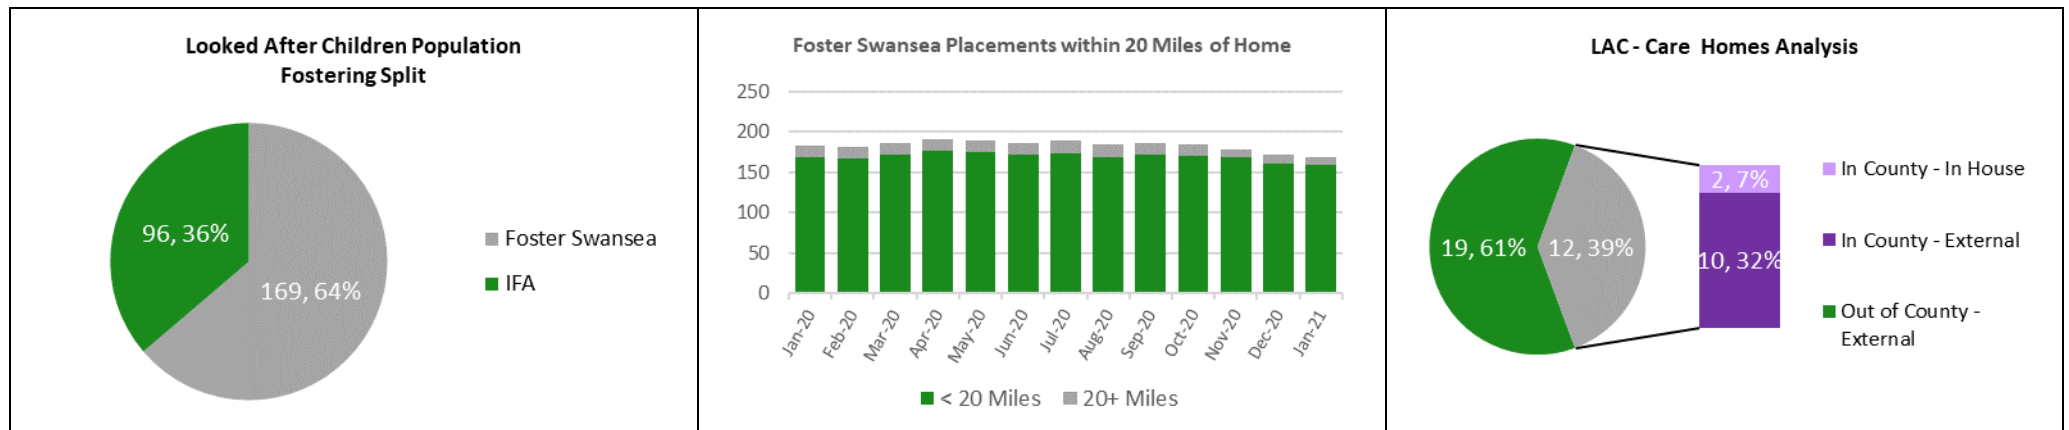 Looked After Children Population
Fostering Split
96, 36%
169, 64%
Foster Swansea
IFA
Foster Swansea Placements within 20 Miles of Home
250
200
150
100
50
0
Jan-20
Feb-20
Mar-20
Apr-20
May-20
Jun-20
Jul-20
Aug-20
Sep-20
Oct-20
Nov-20
Dec-20
Jan-21
< 20 Miles
20+ Miles
LAC - Care Homes Analysis
19, 61%
12, 39%
2, 7%
10, 32%
In County - In House
In County - External
Out of County -
External